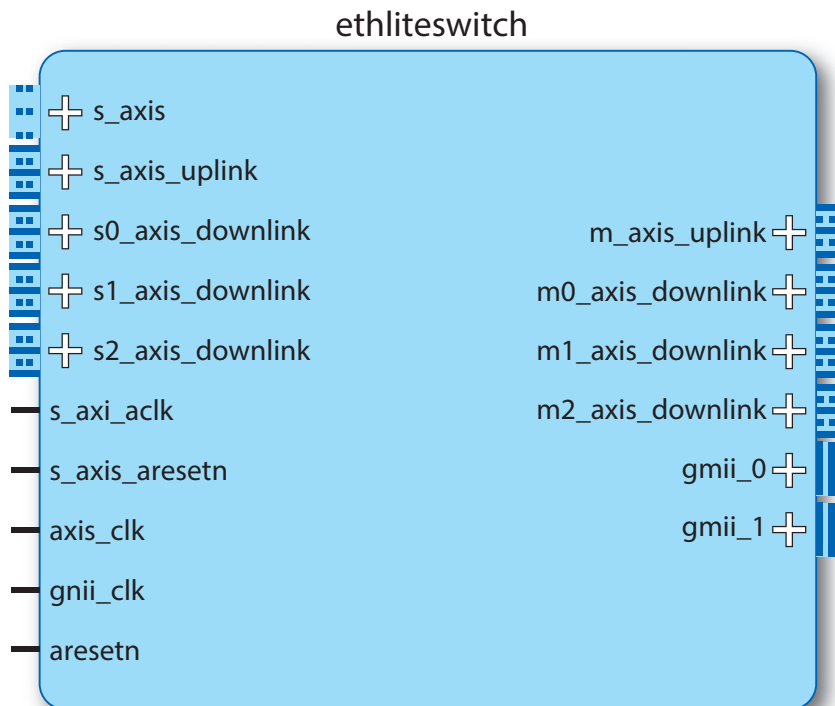 ethliteswitch
s_axis
s_axis_uplink
s0_axis_downlink
s1_axis_downlink
s2_axis_downlink
s_axi_aclk
s_axis_aresetn
axis_clk
gnii_clk
aresetn
m_axis_uplink
m0_axis_downlink
m1_axis_downlink
m2_axis_downlink
gmii_0
gmii_1